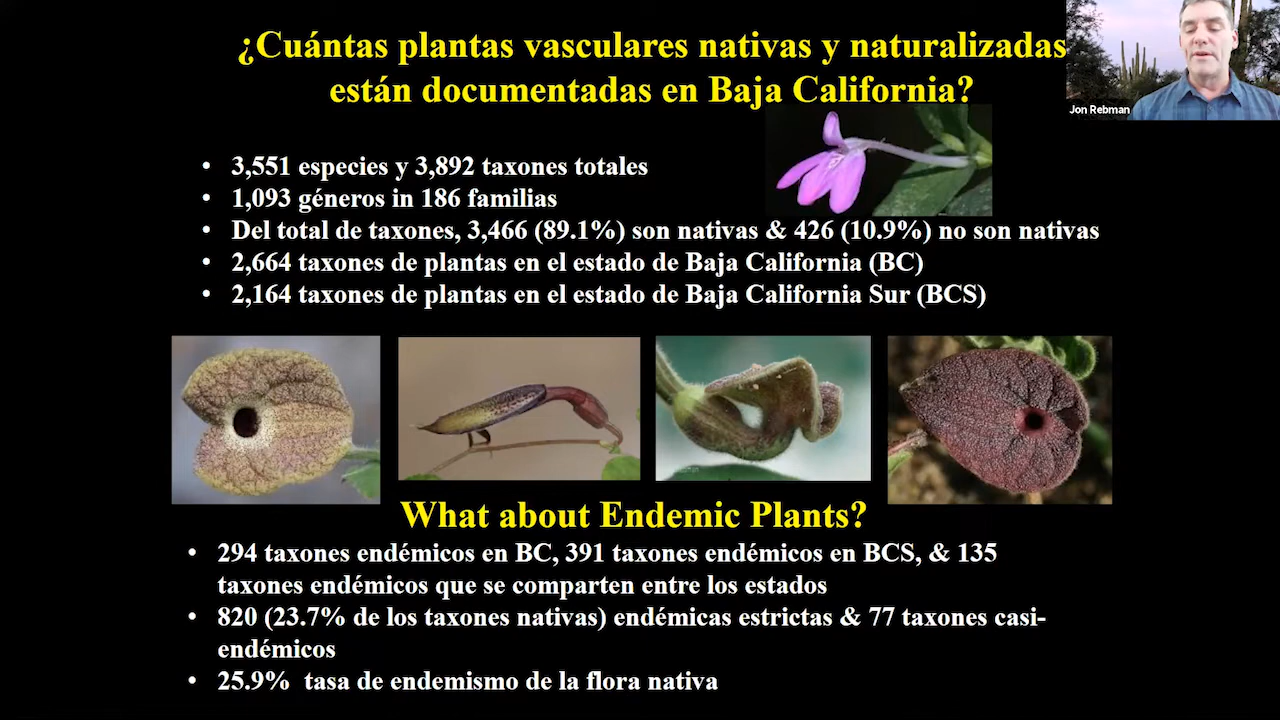 ¿Cuántas plantas vasculares nativas y naturalizadas
están documentadas en Baja California?
Jon Rebman
• 3,551 especies y 3,892 taxones totales
• 1,093 géneros in 186 familias
• Del total de taxones, 3,466 (89.1%) son nativas & 426 (10.9%) no son nativas
• 2,664 taxones de plantas en el estado de Baja California (BC)
• 2,164 taxones de plantas en el estado de Baja California Sur (BCS)
What about Endemic Plants?
• 294 taxones endémicos en BC, 391 taxones endémicos en BCS, & 135
taxones endémicos que se comparten entre los estados
• 820 (23.7% de los taxones nativas) endémicas estrictas & 77 taxones casi-
endémicos
• 25.9% tasa de endemismo de la flora nativa